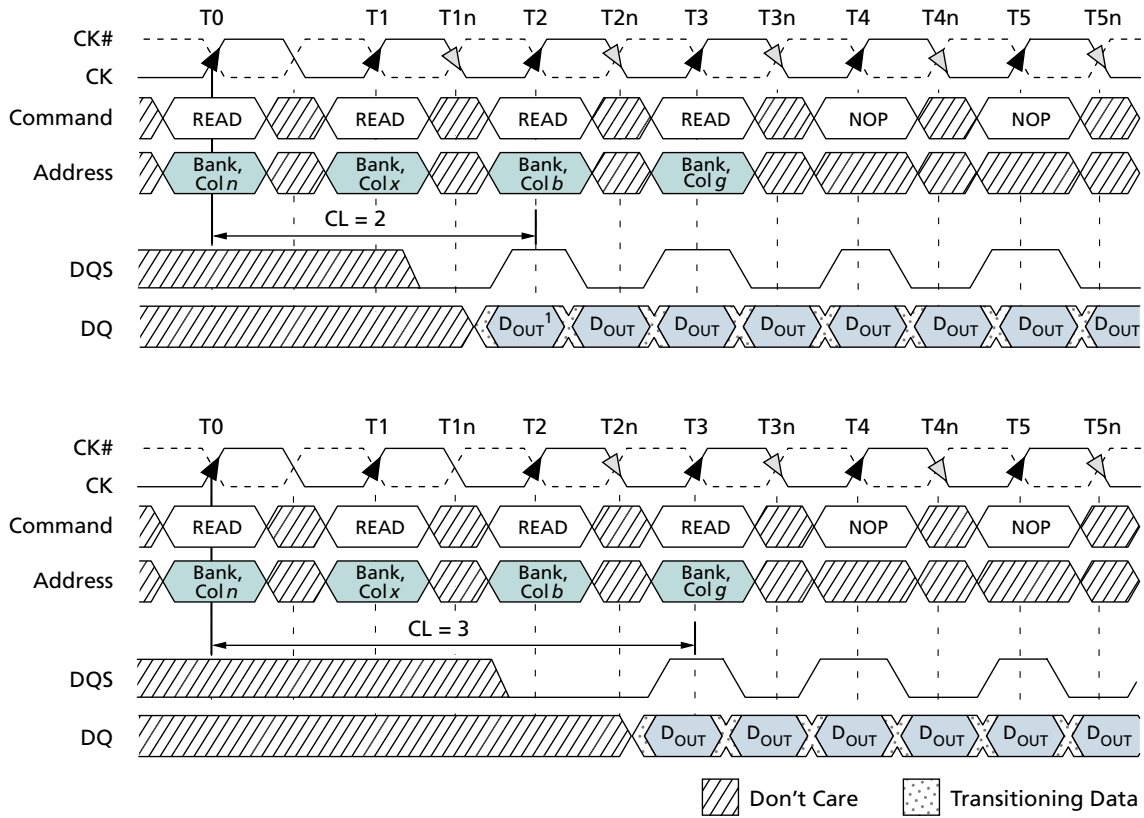 T0 T1 T1n T2 T2n T3 T3n T4 T4n T5 T5n
CK#
CK
Command READ READ READ READ NOP NOP
Address Bank, Col n Bank, Col x Bank, Col b Bank, Col g
CL = 2
DQS
DQ DOUT¹ DOUT DOUT DOUT DOUT DOUT DOUT DOUT
T0 T1 T1n T2 T2n T3 T3n T4 T4n T5 T5n
CK#
CK
Command READ READ READ READ NOP NOP
Address Bank, Col n Bank, Col x Bank, Col b Bank, Col g
CL = 3
DQS
DQ DOUT DOUT DOUT DOUT DOUT DOUT
Don't Care Transitioning Data